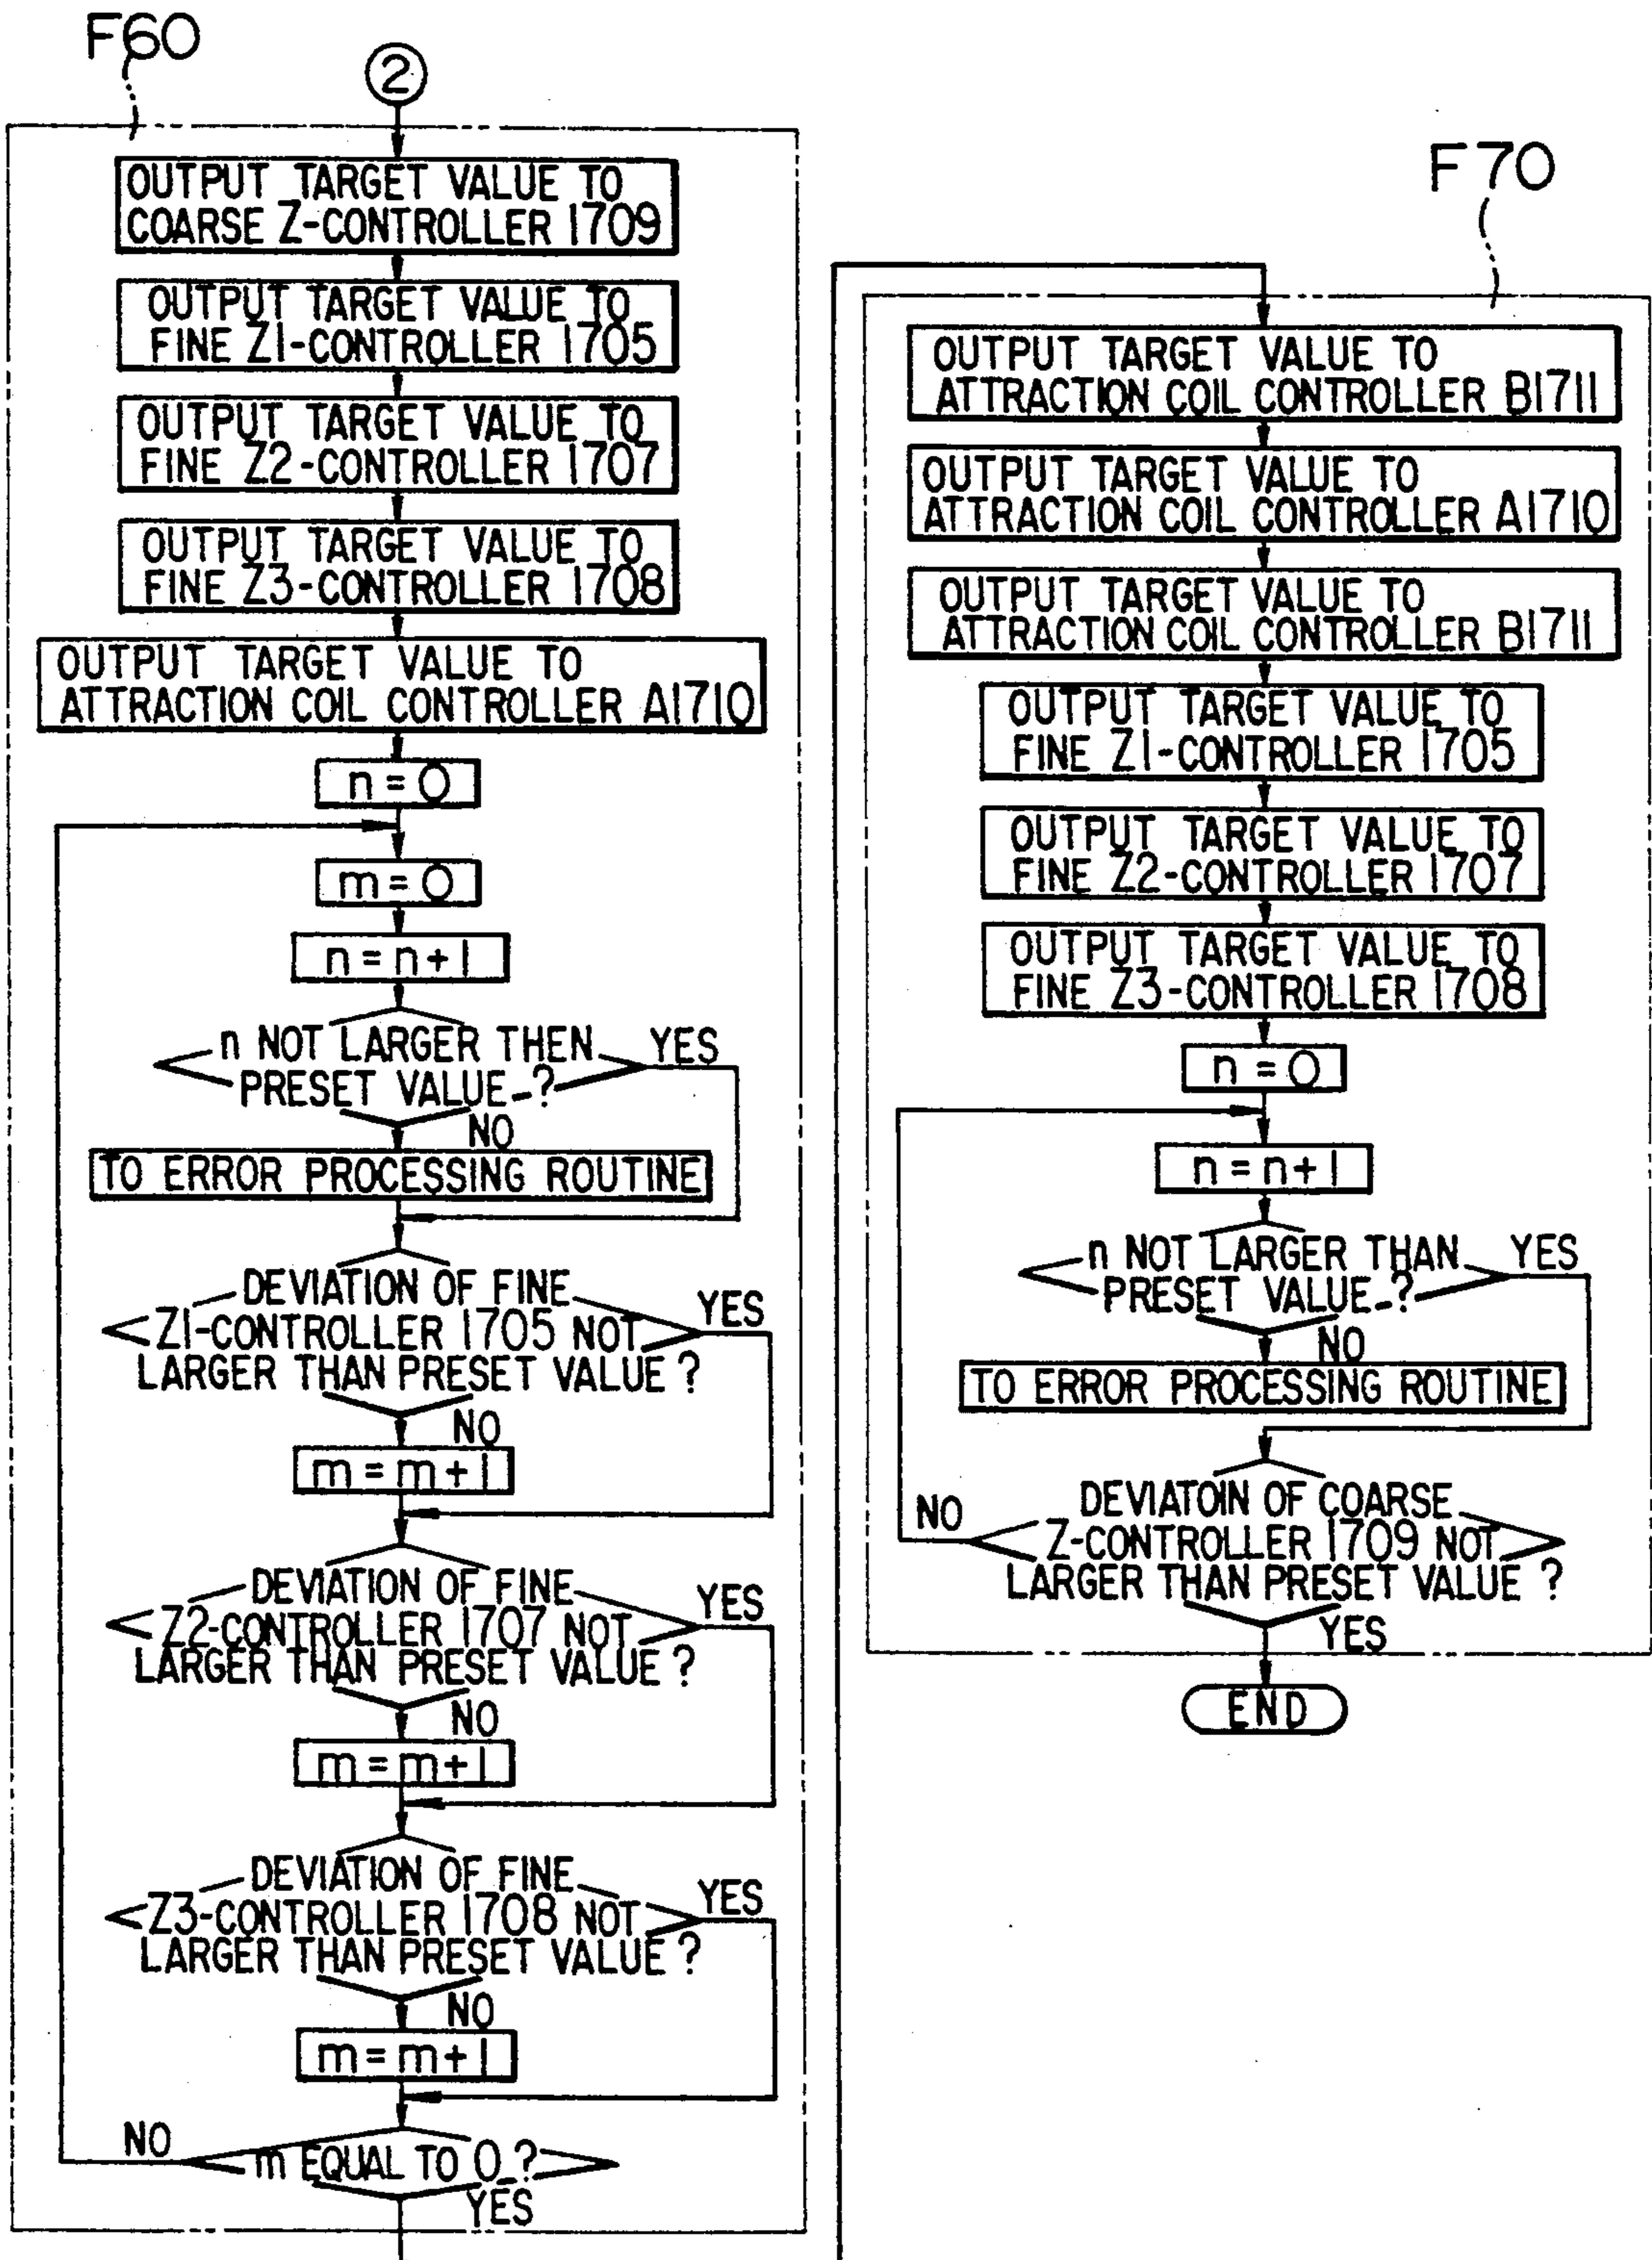 F60
2
OUTPUT TARGET VALUE TO
COARSE Z-CONTROLLER 1709
OUTPUT TARGET VALUE TO
FINE Z1-CONTROLLER 1705
OUTPUT TARGET VALUE TO
FINE Z2-CONTROLLER 1707
OUTPUT TARGET VALUE TO
FINE Z3-CONTROLLER 1708
OUTPUT TARGET VALUE TO
ATTRACTION COIL CONTROLLER A1710
n = 0
m = 0
n = n+1
n NOT LARGER THEN
PRESET VALUE ?
YES
NO
TO ERROR PROCESSING ROUTINE
DEVIATION OF FINE
Z1-CONTROLLER 1705 NOT
LARGER THAN PRESET VALUE ?
YES
NO
m = m+1
DEVIATION OF FINE
Z2-CONTROLLER 1707 NOT
LARGER THAN PRESET VALUE ?
YES
NO
m = m+1
DEVIATION OF FINE
Z3-CONTROLLER 1708 NOT
LARGER THAN PRESET VALUE ?
YES
NO
m = m+1
NO
m EQUAL TO 0 ?
YES
F70
OUTPUT TARGET VALUE TO
ATTRACTION COIL CONTROLLER B1711
OUTPUT TARGET VALUE TO
ATTRACTION COIL CONTROLLER A1710
OUTPUT TARGET VALUE TO
ATTRACTION COIL CONTROLLER B1711
OUTPUT TARGET VALUE TO
FINE Z1-CONTROLLER 1705
OUTPUT TARGET VALUE TO
FINE Z2-CONTROLLER 1707
OUTPUT TARGET VALUE TO
FINE Z3-CONTROLLER 1708
n = 0
n = n+1
n NOT LARGER THAN
PRESET VALUE ?
YES
NO
TO ERROR PROCESSING ROUTINE
DEVIATOIN OF COARSE
Z-CONTROLLER 1709 NOT
LARGER THAN PRESET VALUE ?
NO
YES
END